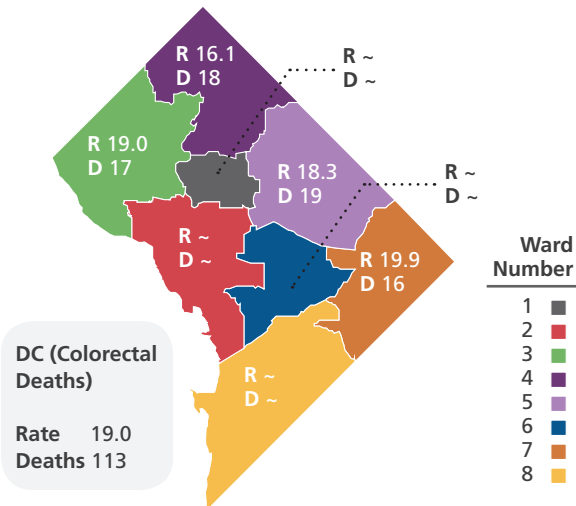 R 16.1
D 18
R ~
D ~
R 19.0
D 17
R 18.3
D 19
R ~
D ~
R ~
D ~
R 19.9
D 16
R ~
D ~
DC (Colorectal
Deaths)
Rate 19.0
Deaths 113
Ward
Number
1
2
3
4
5
6
7
8